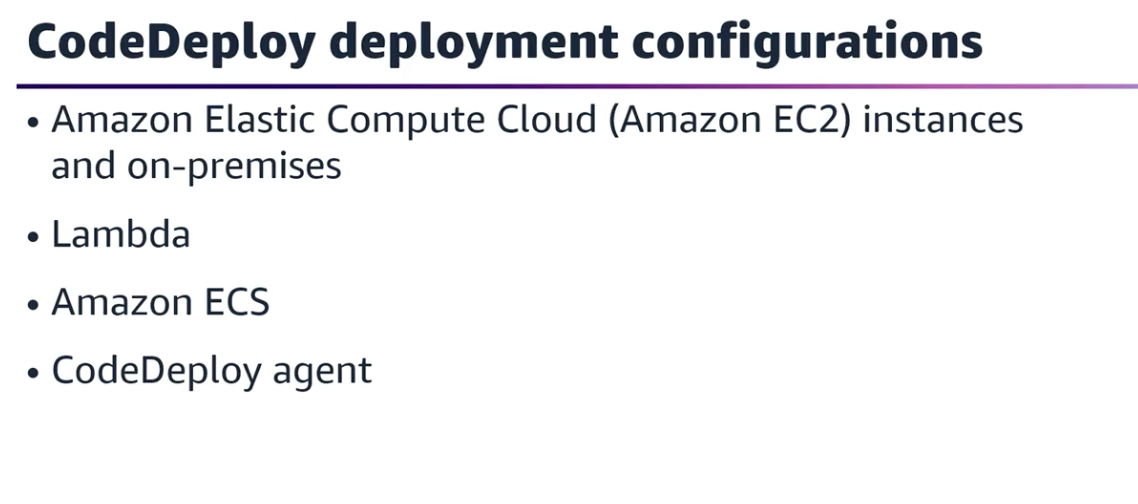 CodeDeploy deployment configurations
• Amazon Elastic Compute Cloud (Amazon EC2) instances
and on-premises
• Lambda
• Amazon ECS
• CodeDeploy agent